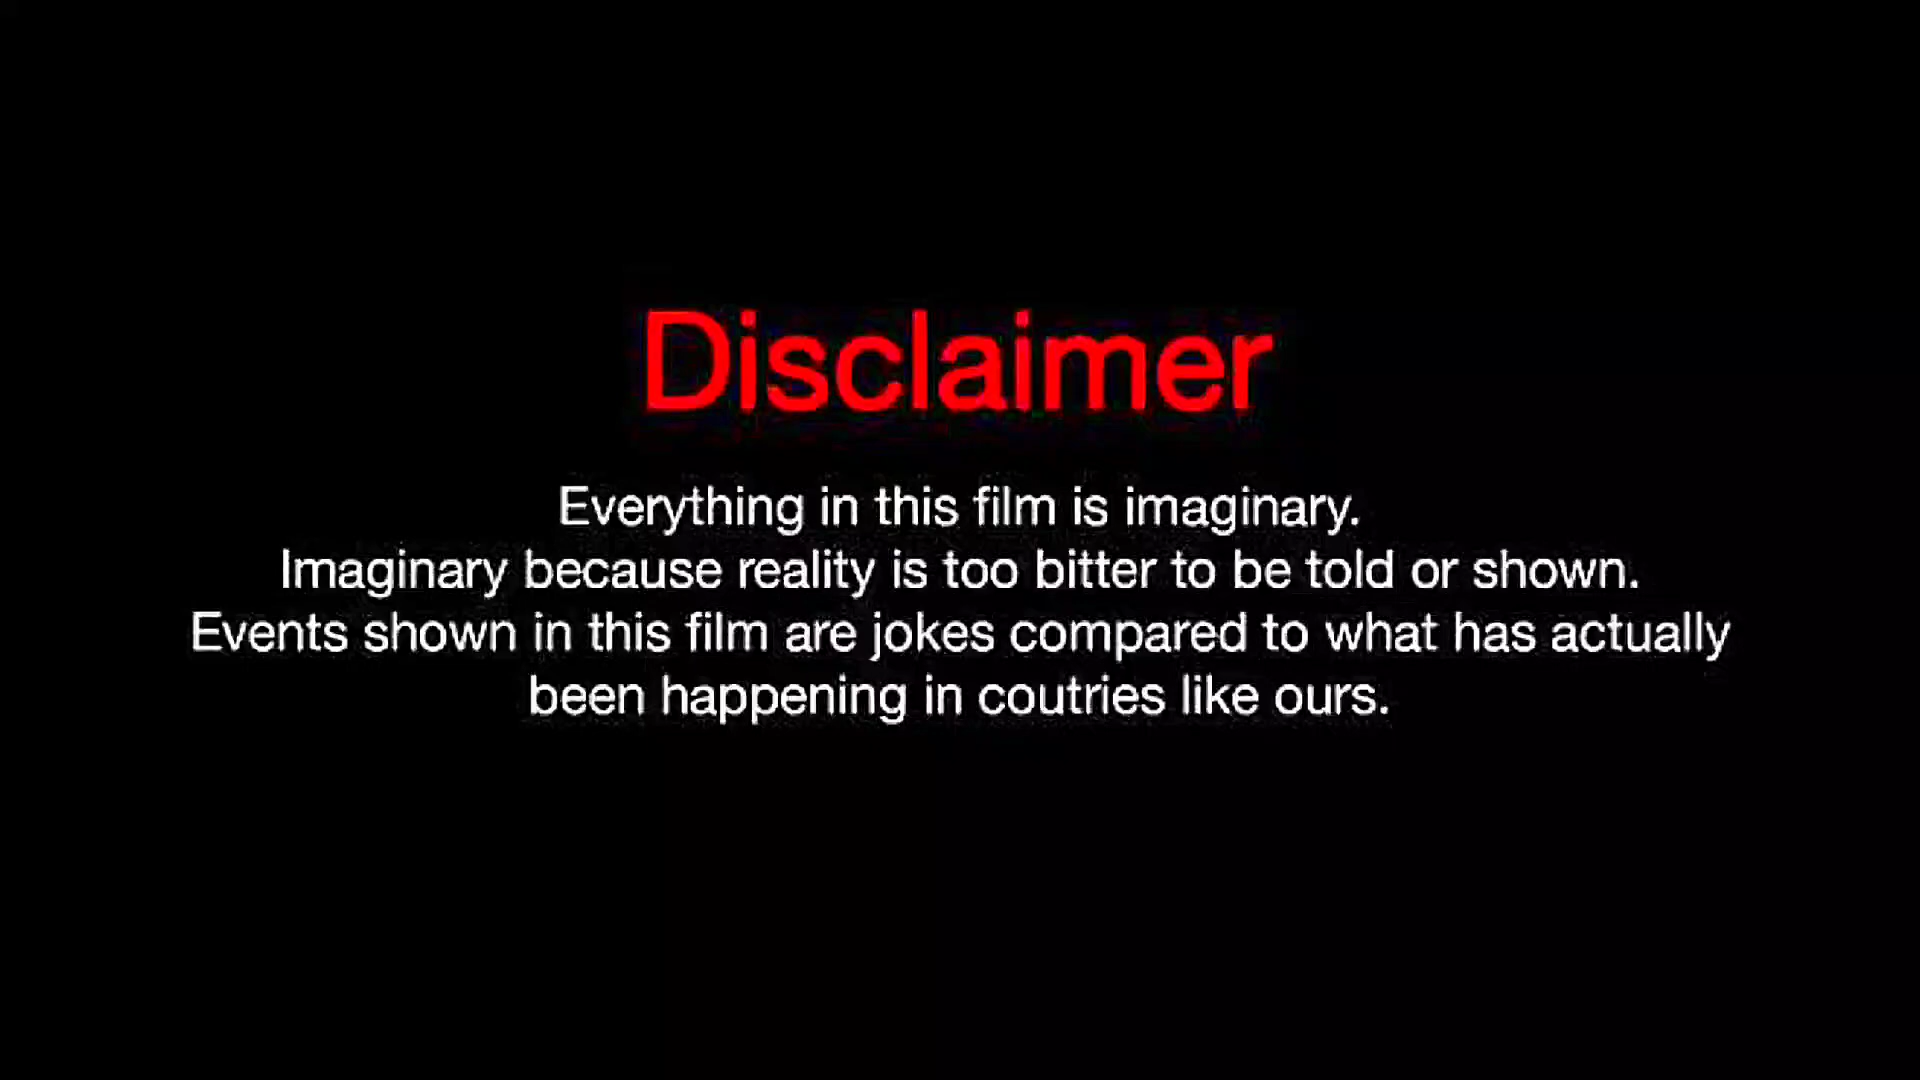 Disclaimer
Everything in this film is imaginary.
Imaginary because reality is too bitter to be told or shown.
Events shown in this film are jokes compared to what has actually
been happening in coutries like ours.